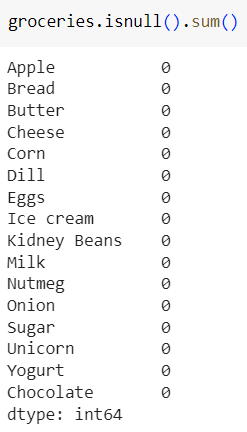 groceries.isnull().sum()
Apple 0
Bread 0
Butter 0
Cheese 0
Corn 0
Dill 0
Eggs 0
Ice cream 0
Kidney Beans 0
Milk 0
Nutmeg 0
Onion 0
Sugar 0
Unicorn 0
Yogurt 0
Chocolate 0
dtype: int64